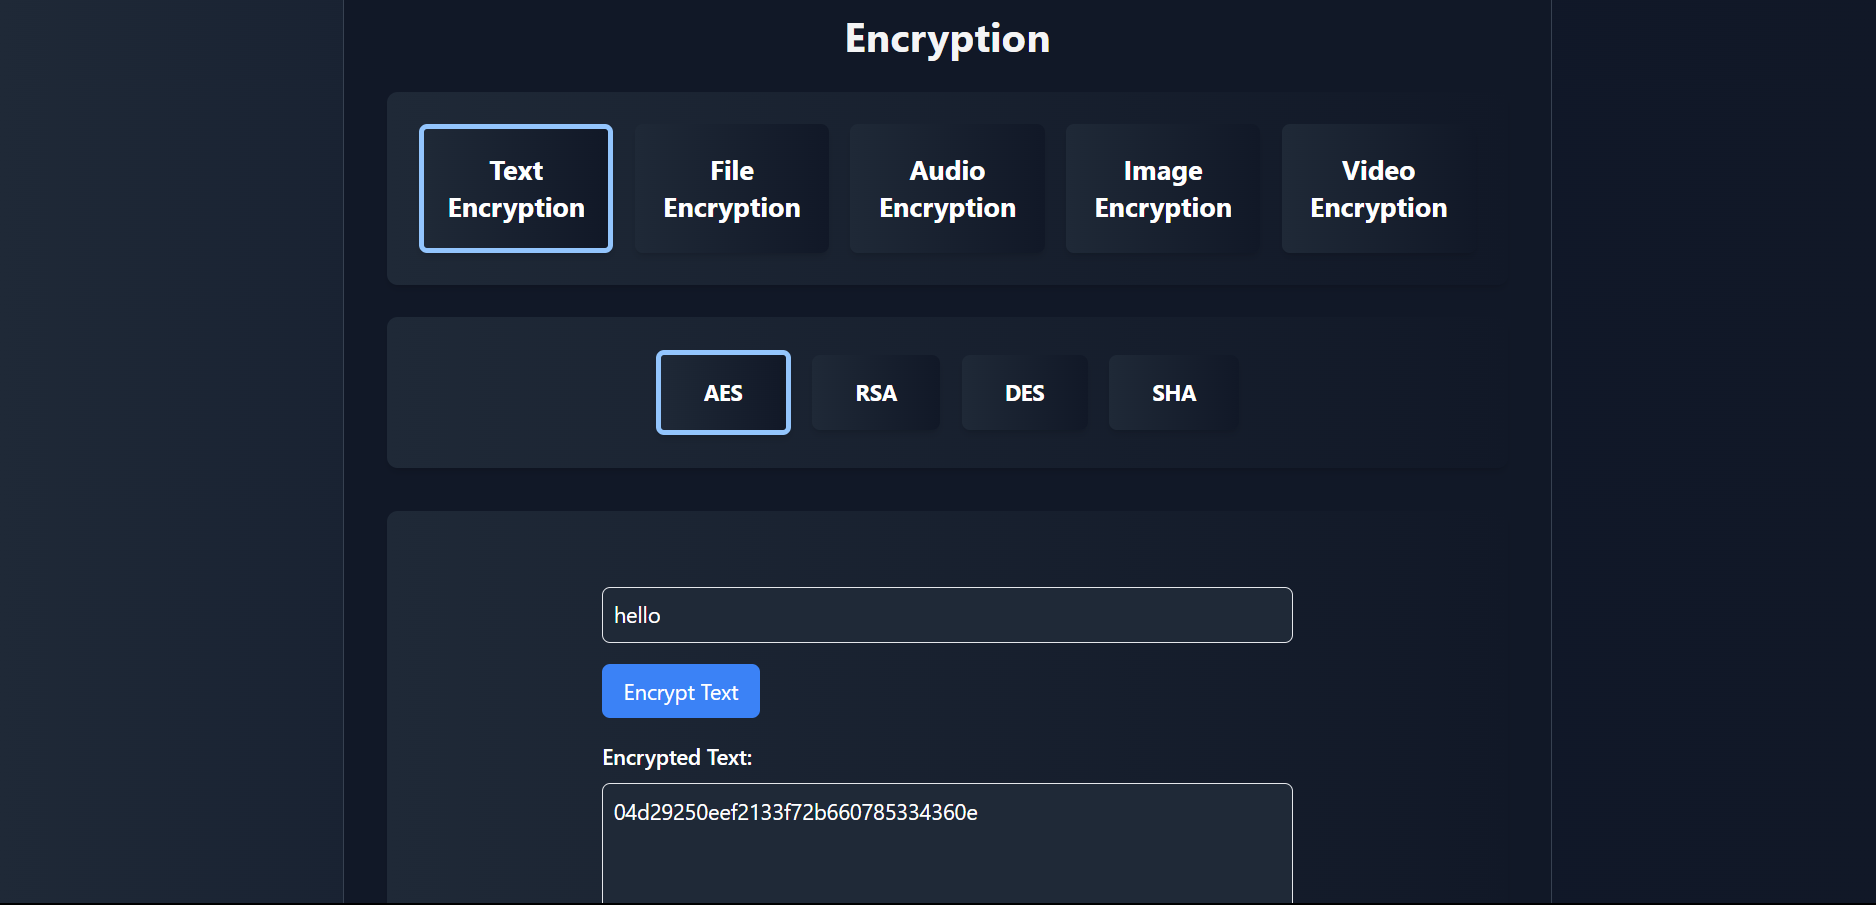 Encryption
Text
Encryption
File
Encryption
Audio
Encryption
Image
Encryption
Video
Encryption
AES
RSA
DES
SHA
hello
Encrypt Text
Encrypted Text:
04d29250eef2133f72b660785334360e